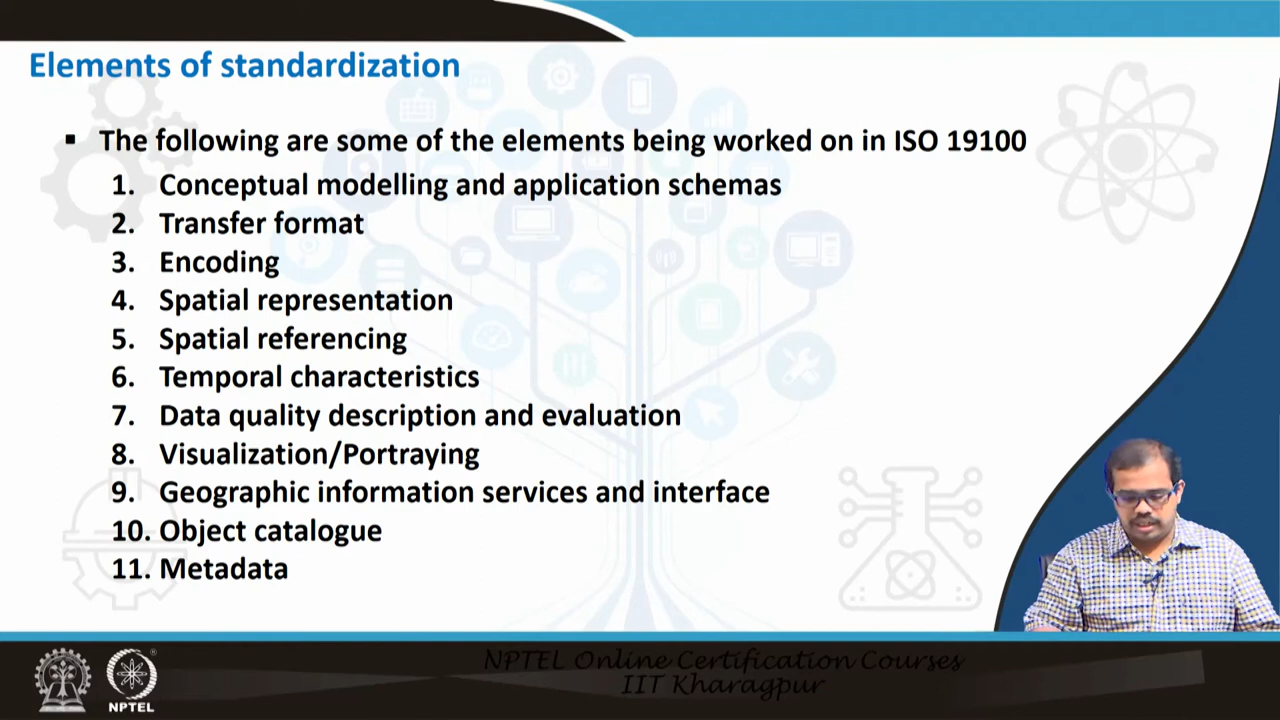 Elements of standardization
▪ The following are some of the elements being worked on in ISO 19100
1. Conceptual modelling and application schemas
2. Transfer format
3. Encoding
4. Spatial representation
5. Spatial referencing
6. Temporal characteristics
7. Data quality description and evaluation
8. Visualization/Portraying
9. Geographic information services and interface
10. Object catalogue
11. Metadata
NPTEL Online Certification Courses
IIT Kharagpur
NPTEL